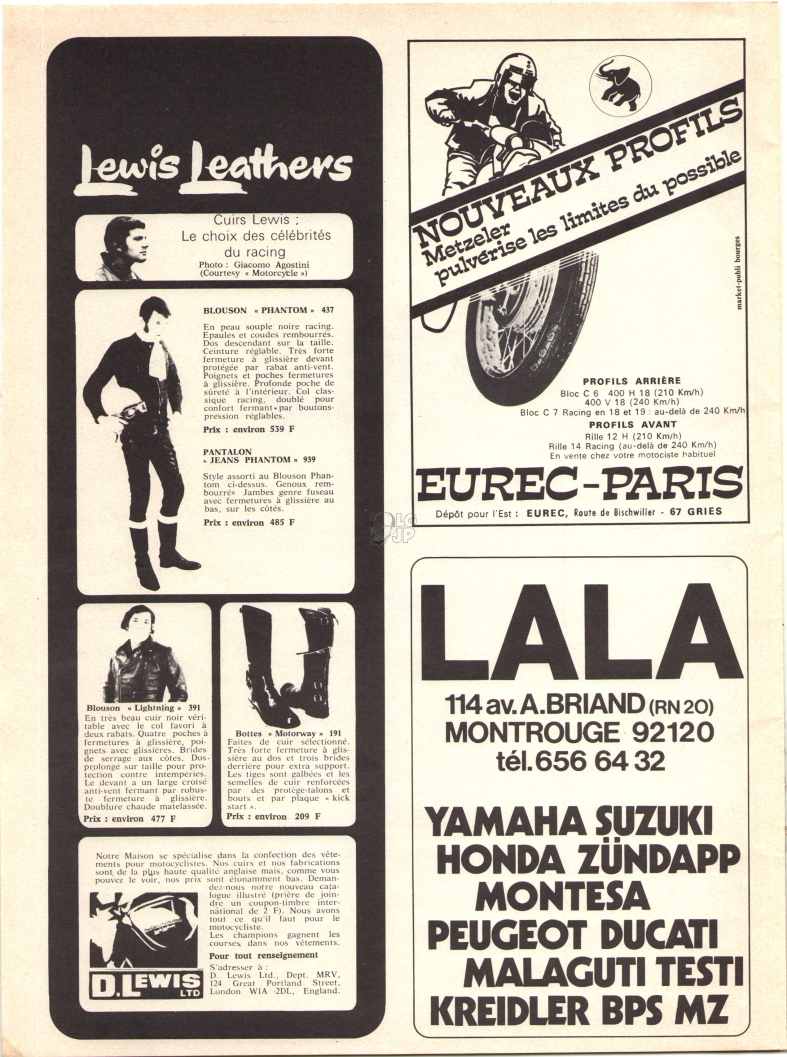 Lewis Leathers
Cuirs Lewis :
Le choix des célébrités
du racing
Photo : Giacomo Agostini
(Courtesy « Motorcycle »)
BLOUSON « PHANTOM » 437
En peau souple noire racing.
Epaules et coudes rembourrés.
Dos descendant sur la taille.
Ceinture réglable. Très forte
fermeture à glissière devant
protégée par rabat anti-vent.
Poignets et poches fermetures
à glissière. Profonde poche de
sûreté à l'intérieur. Col clas-
sique racing, doublé pour
confort fermant par boutons-
pression réglables.
Prix : environ 539 F
PANTALON
« JEANS PHANTOM » 939
Style assorti au Blouson Phan-
tom ci-dessus. Genoux rem-
bourrés Jambes genre fuseau
avec fermetures à glissière au
bas, sur les côtés.
Prix : environ 485 F
Blouson « Lightning » 391
En très beau cuir noir véri-
table avec le col favori à
deux rabats. Quatre poches à
fermetures à glissière, poi-
gnets avec glissières. Brides
de serrage aux côtes. Dos
prolongé sur taille pour pro-
tection contre intempéries.
Le devant a un large croisé
anti-vent fermant par robus-
te fermeture à glissière.
Doublure chaude matelassée.
Prix : environ 477 F
Bottes « Motorway » 191
Faites de cuir sélectionné.
Très forte fermeture à glis-
sière au dos et trois brides
derrière pour extra support.
Les tiges sont galbées et les
semelles de cuir renforcées
par des protège-talons et
bouts et par plaque « kick
start ».
Prix : environ 209 F
Notre Maison se spécialise dans la confection des vête-
ments pour motocyclistes. Nos cuirs et nos fabrications
sont de la plus haute qualité anglaise mais, comme vous
pouvez le voir, nos prix sont étonamment bas. Deman-
dez-nous notre nouveau cata-
logue illustré (prière de join-
dre un coupon-timbre inter-
national de 2 F). Nous avons
tout ce qu'il faut pour le
motocycliste.
Les champions gagnent les
courses dans nos vêtements.
Pour tout renseignement
S'adresser à :
D. Lewis Ltd., Dept. MRV,
124 Great Portland Street,
London W1A -2DL, England.
D.LEWIS
LTD
NOUVEAUX PROFILS
Metzeler
pulvérise les limites du possible
market-publi bourges
PROFILS ARRIÈRE
Bloc C 6 400 H 18 (210 Km/h)
400 V 18 (240 Km/h)
Bloc C 7 Racing en 18 et 19 : au-delà de 240 Km/h
PROFILS AVANT
Rille 12 H (210 Km/h)
Rille 14 Racing (au-delà de 240 Km/h)
En vente chez votre motociste habituel
EUREC-PARIS
Dépôt pour l'Est : EUREC, Route de Bischwiller - 67 GRIES
LALA
114 av. A. BRIAND (RN 20)
MONTROUGE 92120
tél. 656 64 32
YAMAHA SUZUKI
HONDA ZÜNDAPP
MONTESA
PEUGEOT DUCATI
MALAGUTI TESTI
KREIDLER BPS MZ